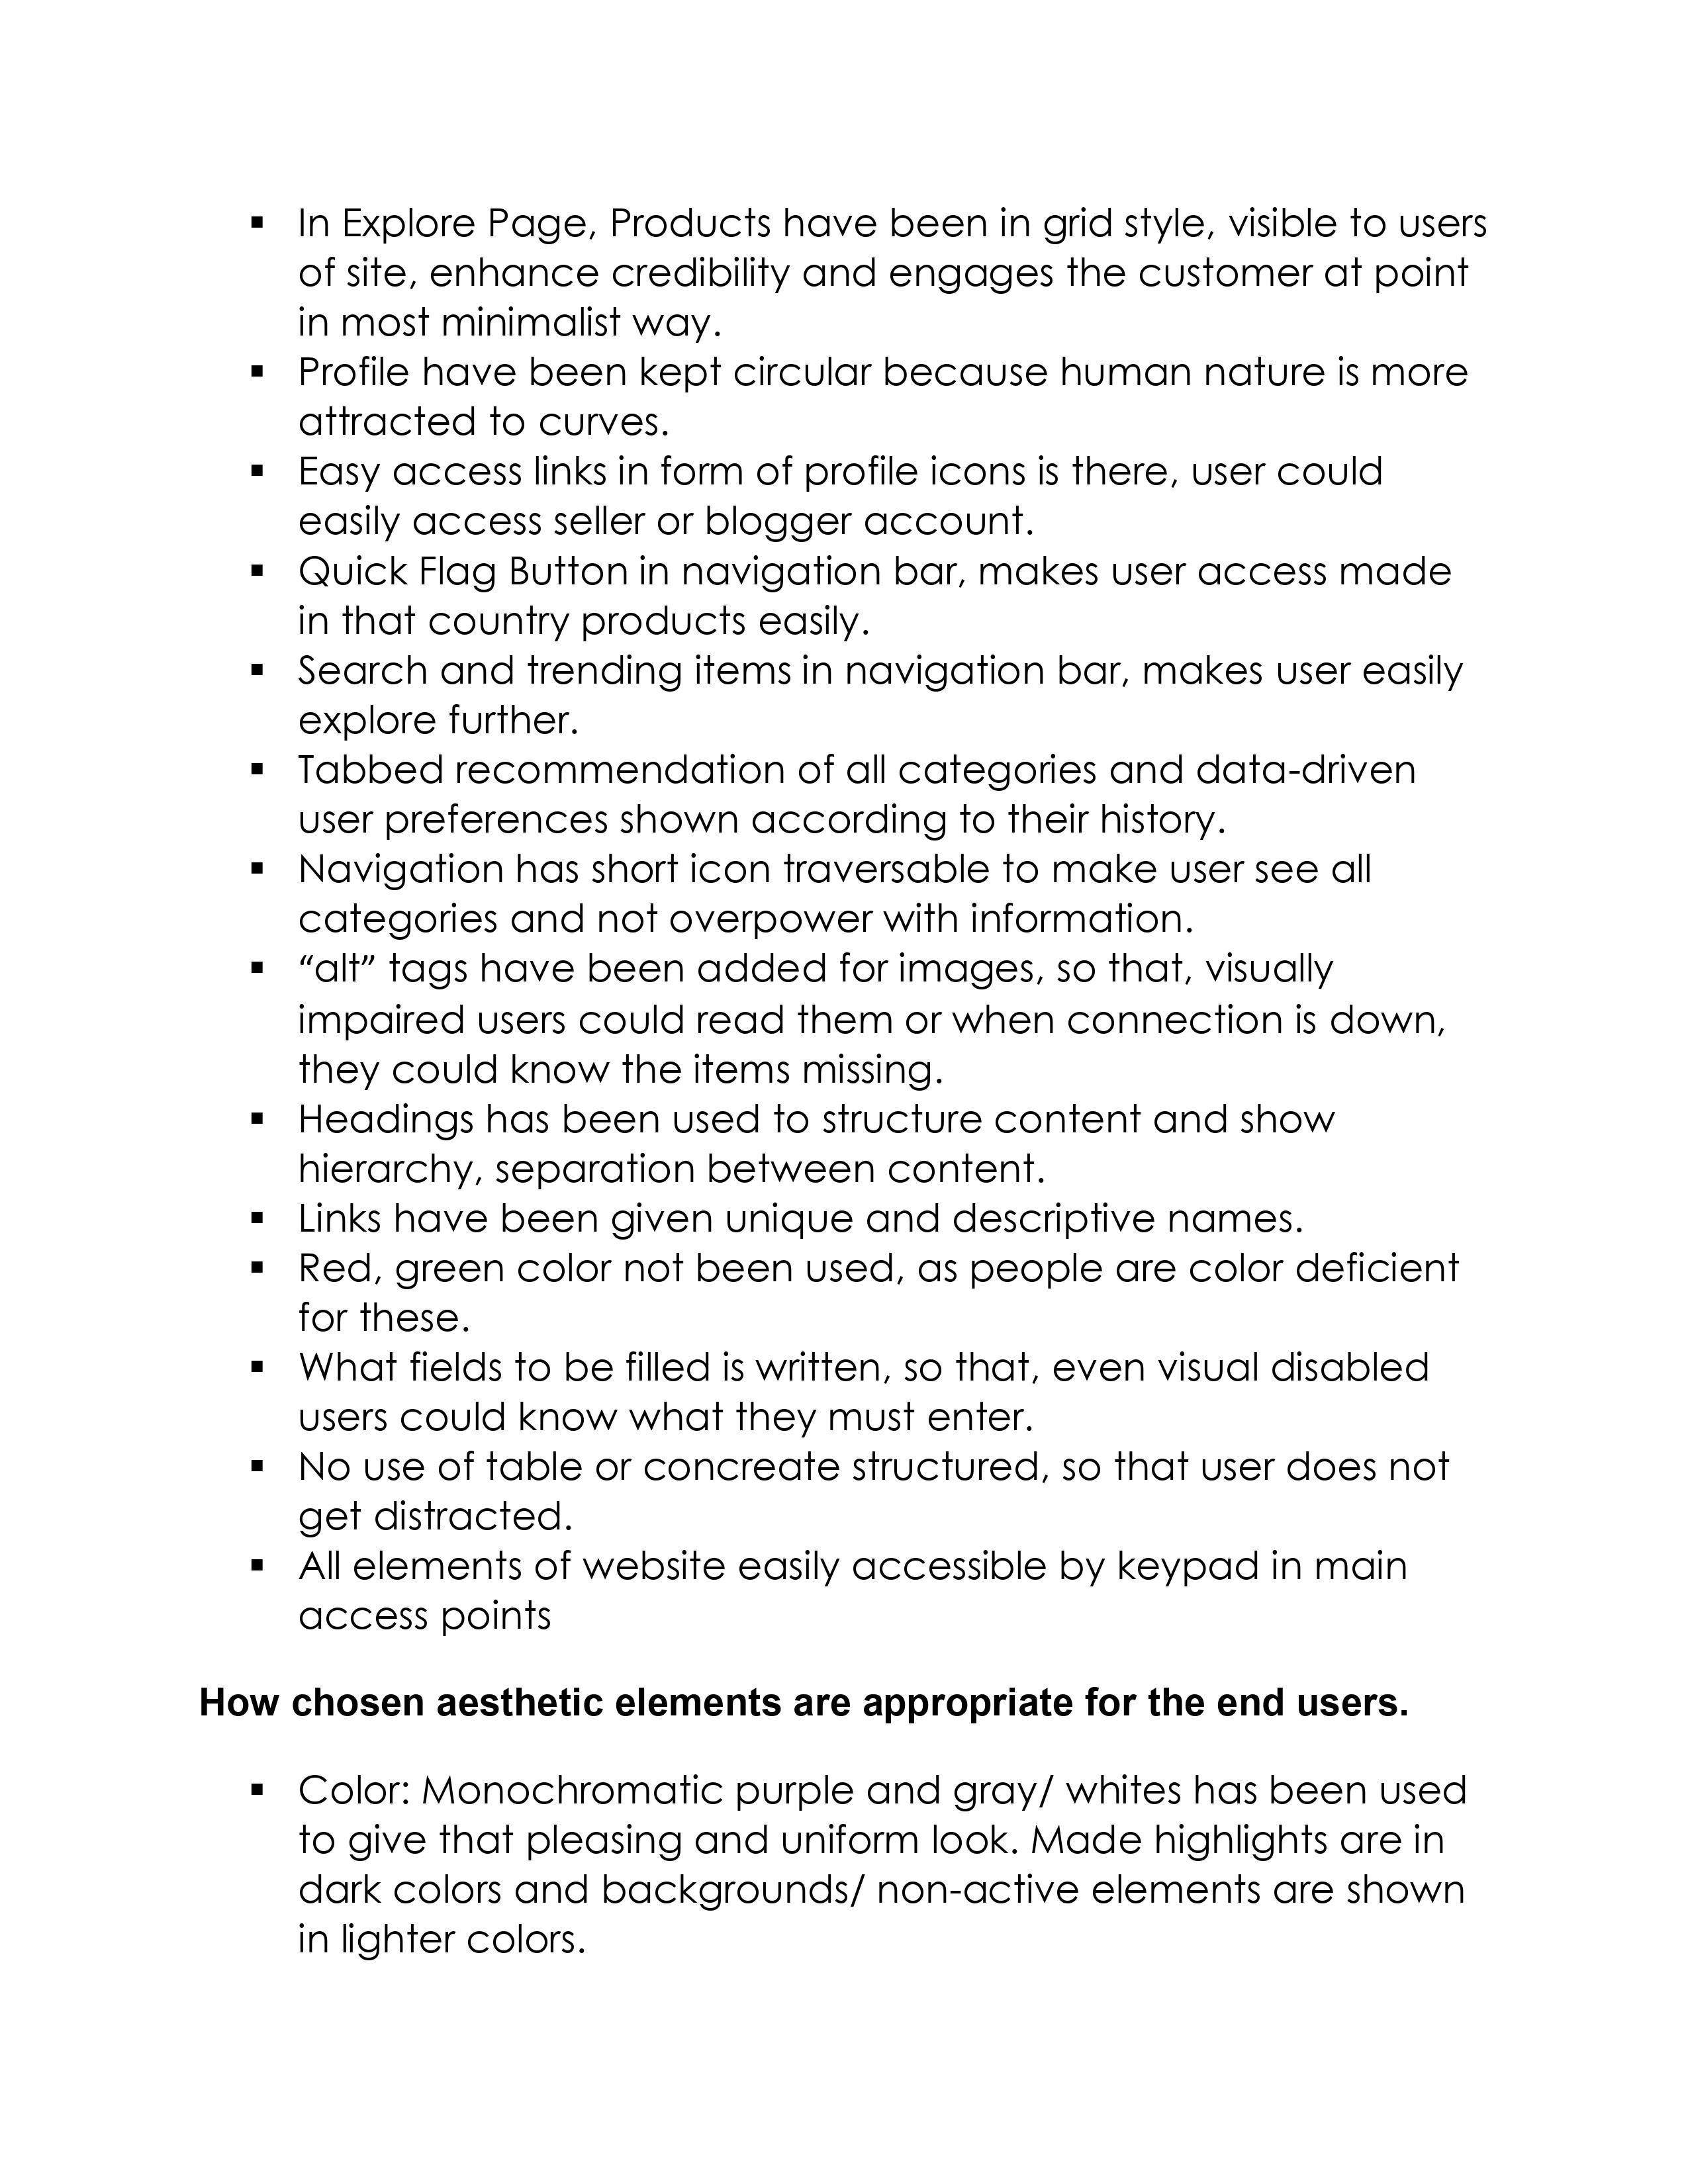 ▪ In Explore Page, Products have been in grid style, visible to users
of site, enhance credibility and engages the customer at point
in most minimalist way.
▪ Profile have been kept circular because human nature is more
attracted to curves.
▪ Easy access links in form of profile icons is there, user could
easily access seller or blogger account.
▪ Quick Flag Button in navigation bar, makes user access made
in that country products easily.
▪ Search and trending items in navigation bar, makes user easily
explore further.
▪ Tabbed recommendation of all categories and data-driven
user preferences shown according to their history.
▪ Navigation has short icon traversable to make user see all
categories and not overpower with information.
▪ “alt” tags have been added for images, so that, visually
impaired users could read them or when connection is down,
they could know the items missing.
▪ Headings has been used to structure content and show
hierarchy, separation between content.
▪ Links have been given unique and descriptive names.
▪ Red, green color not been used, as people are color deficient
for these.
▪ What fields to be filled is written, so that, even visual disabled
users could know what they must enter.
▪ No use of table or concreate structured, so that user does not
get distracted.
▪ All elements of website easily accessible by keypad in main
access points
How chosen aesthetic elements are appropriate for the end users.
▪ Color: Monochromatic purple and gray/ whites has been used
to give that pleasing and uniform look. Made highlights are in
dark colors and backgrounds/ non-active elements are shown
in lighter colors.